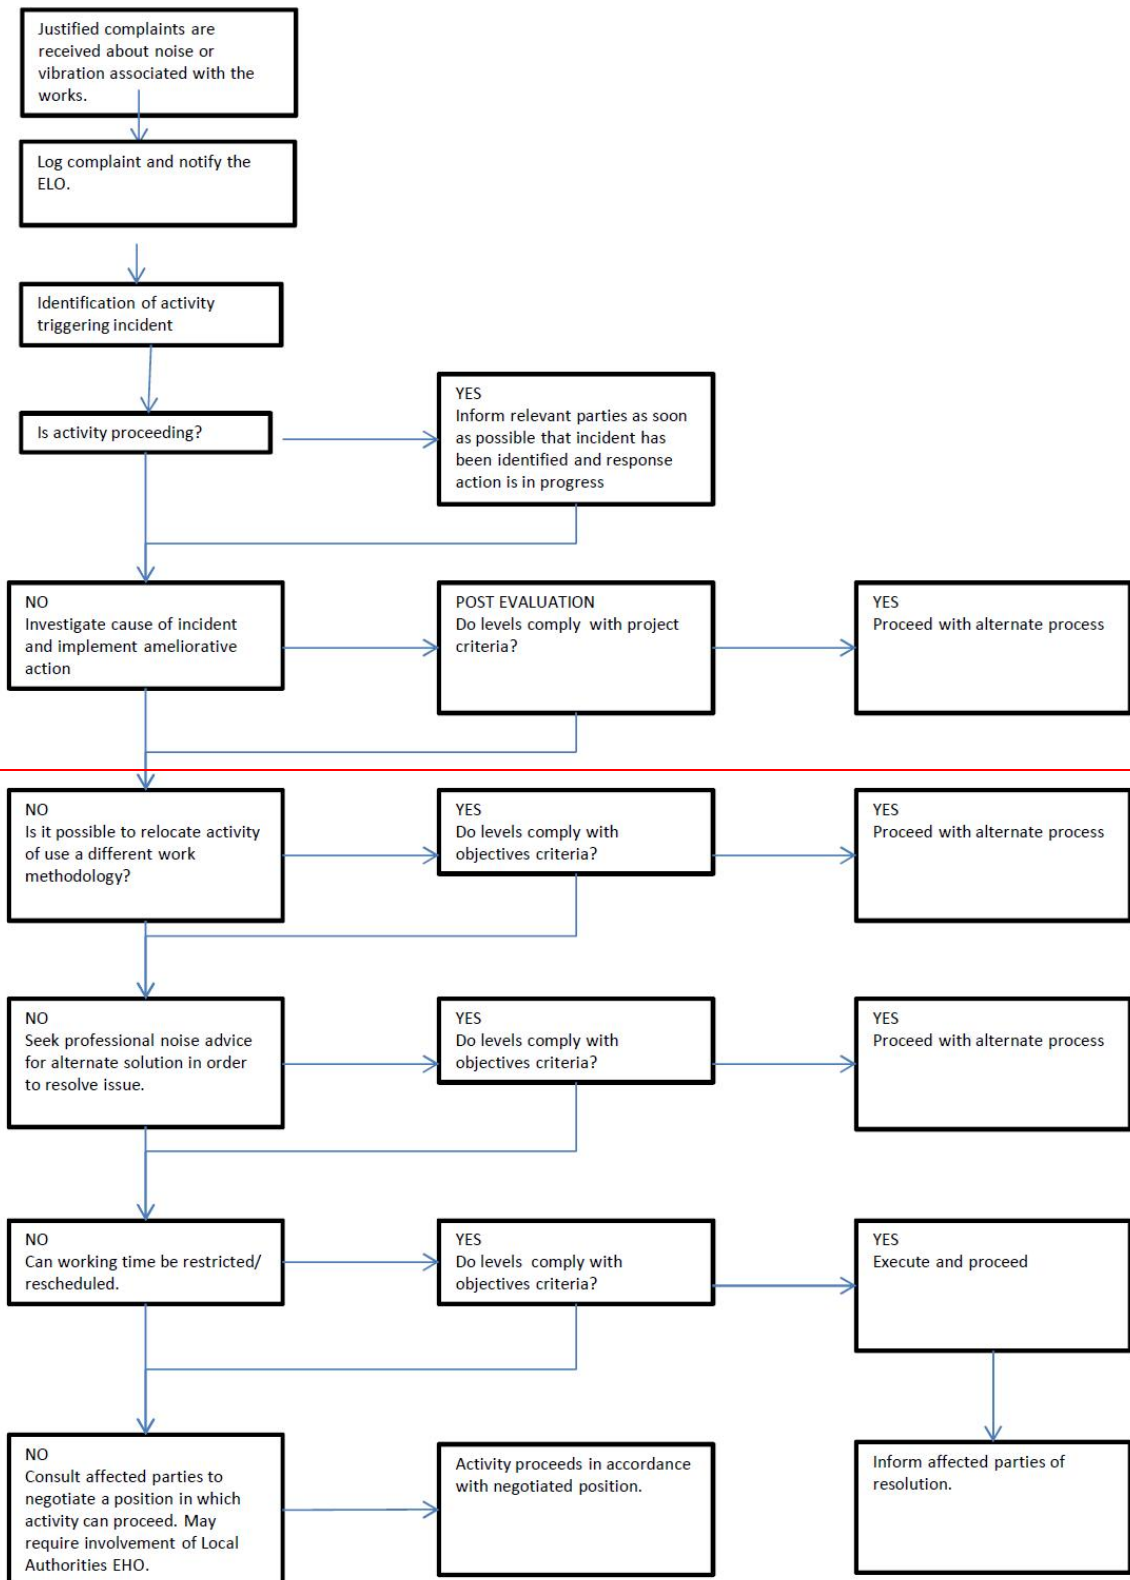 Justified complaints are
received about noise or
vibration associated with the
works.
Log complaint and notify the
ELO.
Identification of activity
triggering incident
Is activity proceeding?
YES
Inform relevant parties as soon
as possible that incident has
been identified and response
action is in progress
NO
Investigate cause of incident
and implement ameliorative
action
POST EVALUATION
Do levels comply with project
criteria?
YES
Proceed with alternate process
NO
Is it possible to relocate activity
of use a different work
methodology?
YES
Do levels comply with
objectives criteria?
YES
Proceed with alternate process
NO
Seek professional noise advice
for alternate solution in order
to resolve issue.
YES
Do levels comply with
objectives criteria?
YES
Proceed with alternate process
NO
Can working time be restricted/
rescheduled.
YES
Do levels comply with
objectives criteria?
YES
Execute and proceed
NO
Consult affected parties to
negotiate a position in which
activity can proceed. May
require involvement of Local
Authorities EHO.
Activity proceeds in accordance
with negotiated position.
Inform affected parties of
resolution.